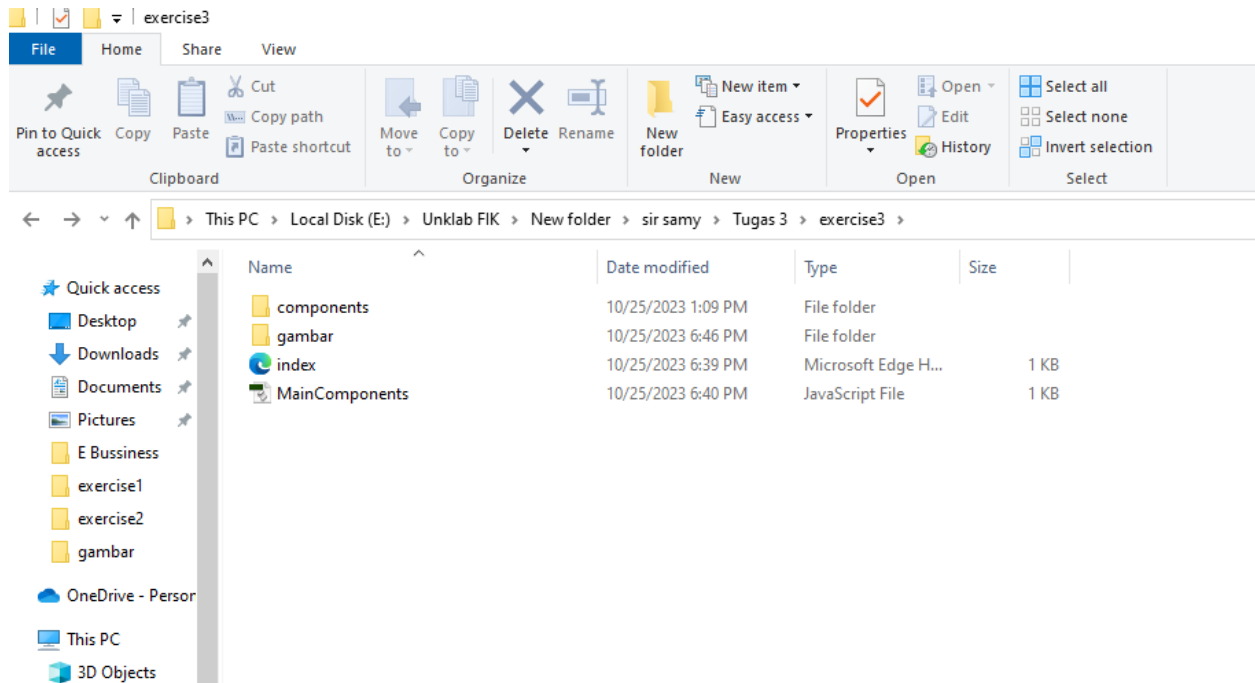 exercise3
File Home Share View
Pin to Quick access
Copy
Paste
Cut
Copy path
Paste shortcut
Clipboard
Move to
Copy to
Delete
Rename
Organize
New folder
New item
Easy access
New
Properties
Open
Edit
History
Open
Select all
Select none
Invert selection
Select
This PC > Local Disk (E:) > Unklab FIK > New folder > sir samy > Tugas 3 > exercise3 >
Quick access
Desktop
Downloads
Documents
Pictures
E Bussiness
exercise1
exercise2
gambar
OneDrive - Person
This PC
3D Objects
Name Date modified Type Size
components 10/25/2023 1:09 PM File folder
gambar 10/25/2023 6:46 PM File folder
index 10/25/2023 6:39 PM Microsoft Edge H... 1 KB
MainComponents 10/25/2023 6:40 PM JavaScript File 1 KB